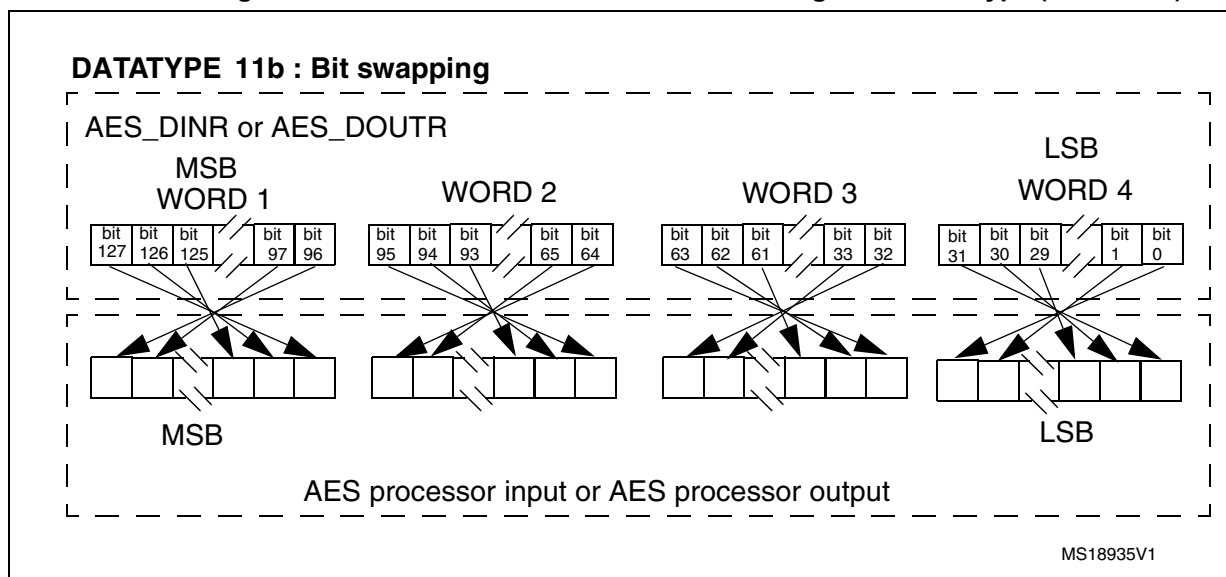 DATATYPE 11b : Bit swapping
AES_DINR or AES_DOUTR
MSB
WORD 1
WORD 2
WORD 3
LSB
WORD 4
bit 127 bit 126 bit 125 bit 97 bit 96
bit 95 bit 94 bit 93 bit 65 bit 64
bit 63 bit 62 bit 61 bit 33 bit 32
bit 31 bit 30 bit 29 bit 1 bit 0
MSB
LSB
AES processor input or AES processor output
MS18935V1